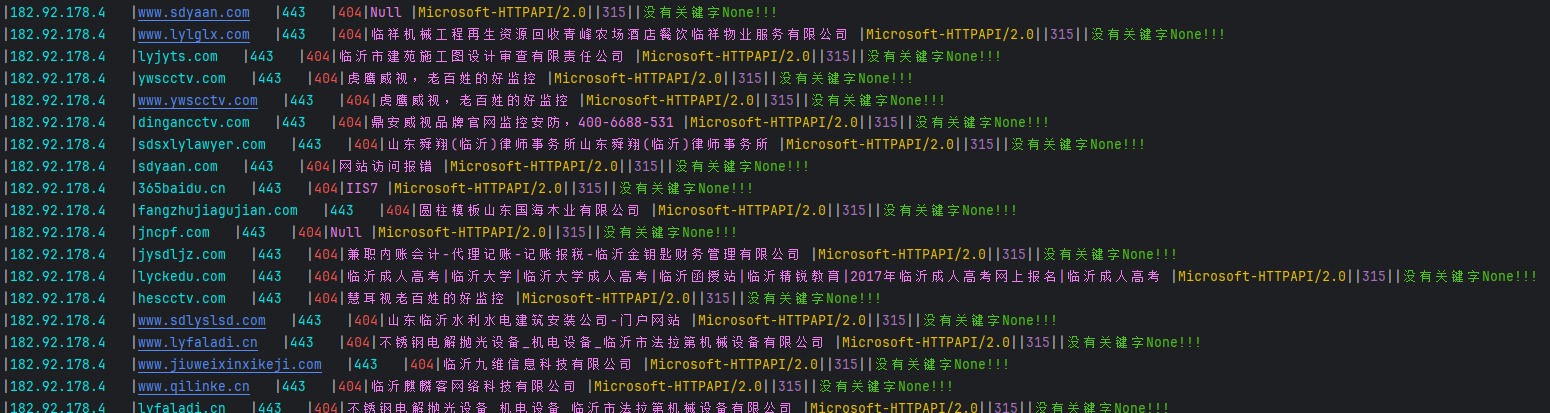 |182.92.178.4 |www.sdyaan.com |443 |404|Null |Microsoft-HTTPAPI/2.0||315||没有关键字None!!!
|182.92.178.4 |www.lylglx.com |443 |404|临祥机械工程再生资源回收青峰农场酒店餐饮临祥物业服务有限公司 |Microsoft-HTTPAPI/2.0||315||没有关键字None!!!
|182.92.178.4 |lyjyts.com |443 |404|临沂市建苑施工图设计审查有限责任公司 |Microsoft-HTTPAPI/2.0||315||没有关键字None!!!
|182.92.178.4 |ywscctv.com |443 |404|虎鹰威视，老百姓的好监控 |Microsoft-HTTPAPI/2.0||315||没有关键字None!!!
|182.92.178.4 |www.ywscctv.com |443 |404|虎鹰威视，老百姓的好监控 |Microsoft-HTTPAPI/2.0||315||没有关键字None!!!
|182.92.178.4 |dingancctv.com |443 |404|鼎安威视品牌官网监控安防，400-6688-531 |Microsoft-HTTPAPI/2.0||315||没有关键字None!!!
|182.92.178.4 |sdsxlylawyer.com |443 |404|山东舜翔(临沂)律师事务所山东舜翔(临沂)律师事务所 |Microsoft-HTTPAPI/2.0||315||没有关键字None!!!
|182.92.178.4 |sdyaan.com |443 |404|网站访问报错 |Microsoft-HTTPAPI/2.0||315||没有关键字None!!!
|182.92.178.4 |365baidu.cn |443 |404|IIS7 |Microsoft-HTTPAPI/2.0||315||没有关键字None!!!
|182.92.178.4 |fangzhujiagujian.com |443 |404|圆柱模板山东国海木业有限公司 |Microsoft-HTTPAPI/2.0||315||没有关键字None!!!
|182.92.178.4 |jncpf.com |443 |404|Null |Microsoft-HTTPAPI/2.0||315||没有关键字None!!!
|182.92.178.4 |jysdljz.com |443 |404|兼职内账会计-代理记账-记账报税-临沂金钥匙财务管理有限公司 |Microsoft-HTTPAPI/2.0||315||没有关键字None!!!
|182.92.178.4 |lyckedu.com |443 |404|临沂成人高考|临沂大学|临沂大学成人高考|临沂函授站|临沂精锐教育|2017年临沂成人高考网上报名|临沂成人高考 |Microsoft-HTTPAPI/2.0||315||没有关键字None!!!
|182.92.178.4 |hescctv.com |443 |404|慧耳视老百姓的好监控 |Microsoft-HTTPAPI/2.0||315||没有关键字None!!!
|182.92.178.4 |www.sdlyslsd.com |443 |404|山东临沂水利水电建筑安装公司-门户网站 |Microsoft-HTTPAPI/2.0||315||没有关键字None!!!
|182.92.178.4 |www.lyfaladi.cn |443 |404|不锈钢电解抛光设备_机电设备_临沂市法拉第机械设备有限公司 |Microsoft-HTTPAPI/2.0||315||没有关键字None!!!
|182.92.178.4 |www.jiuweixinxikeji.com |443 |404|临沂九维信息科技有限公司 |Microsoft-HTTPAPI/2.0||315||没有关键字None!!!
|182.92.178.4 |www.qilinke.cn |443 |404|临沂麒麟客网络科技有限公司 |Microsoft-HTTPAPI/2.0||315||没有关键字None!!!
|182.92.178.4 |lyfaladi.cn |443 |404|不锈钢电解抛光设备_机电设备_临沂市法拉第机械设备有限公司 |Microsoft-HTTPAPI/2.0||315||没有关键字None!!!